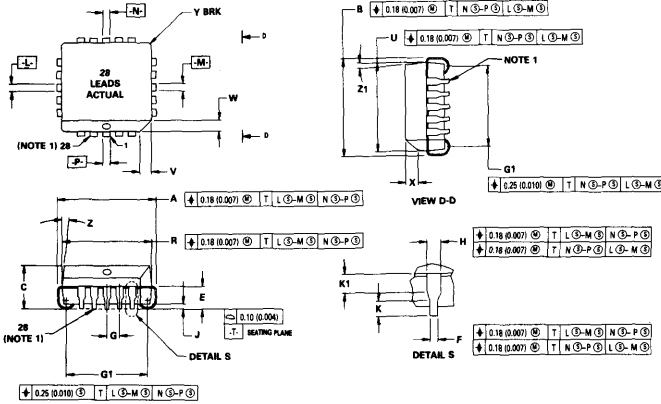 -N-
Y BRK
D
B ⌖ 0.18 (0.007) Ⓜ T N Ⓢ-P Ⓢ L Ⓢ-M Ⓢ
U ⌖ 0.18 (0.007) Ⓜ T N Ⓢ-P Ⓢ L Ⓢ-M Ⓢ
-L-
28
LEADS
ACTUAL
-M-
Z1
NOTE 1
W
(NOTE 1) 28
1
D
-P-
V
X
G1
VIEW D-D
⌖ 0.25 (0.010) Ⓜ T N Ⓢ-P Ⓢ L Ⓢ-M Ⓢ
A ⌖ 0.18 (0.007) Ⓜ T L Ⓢ-M Ⓢ N Ⓢ-P Ⓢ
Z
R ⌖ 0.18 (0.007) Ⓜ T L Ⓢ-M Ⓢ N Ⓢ-P Ⓢ
H ⌖ 0.18 (0.007) Ⓜ T L Ⓢ-M Ⓢ N Ⓢ-P Ⓢ
⌖ 0.18 (0.007) Ⓜ T N Ⓢ-P Ⓢ L Ⓢ-M Ⓢ
C
E
K1
K
28
(NOTE 1)
G
J
0.10 (0.004)
-T- SEATING PLANE
DETAIL S
F
⌖ 0.18 (0.007) Ⓜ T L Ⓢ-M Ⓢ N Ⓢ-P Ⓢ
⌖ 0.18 (0.007) Ⓜ T N Ⓢ-P Ⓢ L Ⓢ-M Ⓢ
DETAIL S
G1
⌖ 0.25 (0.010) Ⓢ T L Ⓢ-M Ⓢ N Ⓢ-P Ⓢ